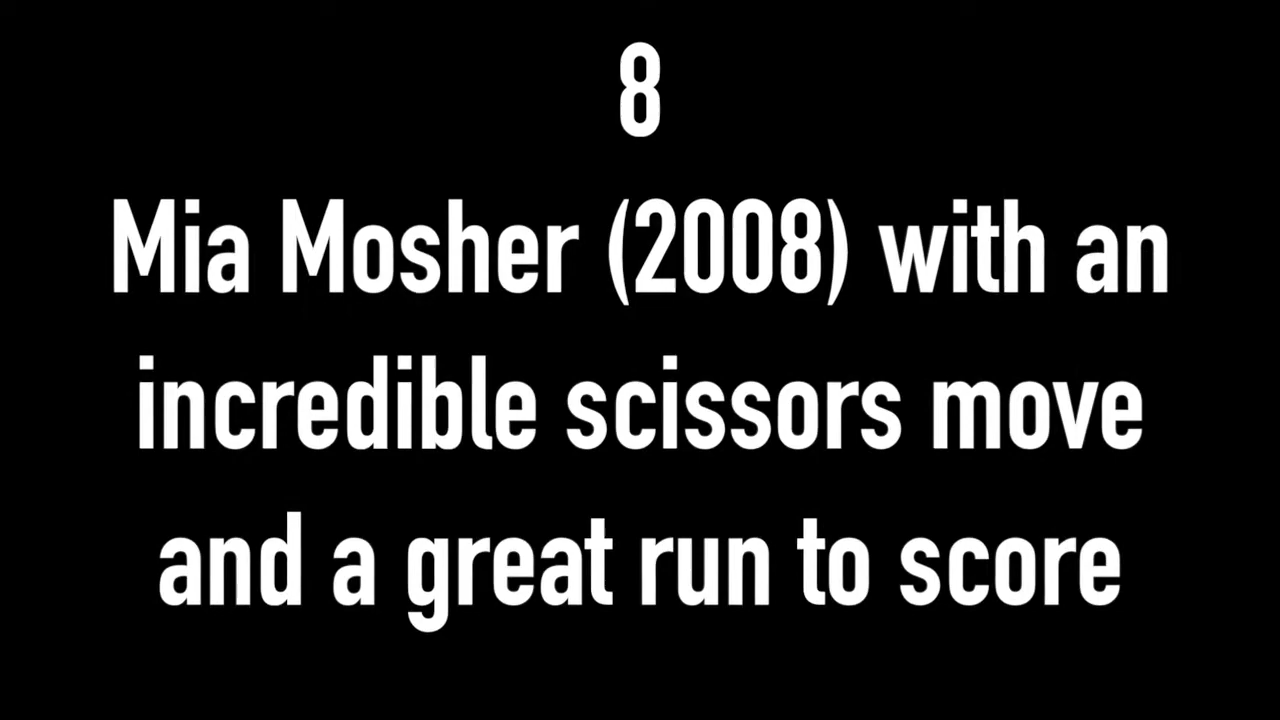 8
Mia Mosher (2008) with an
incredible scissors move
and a great run to score